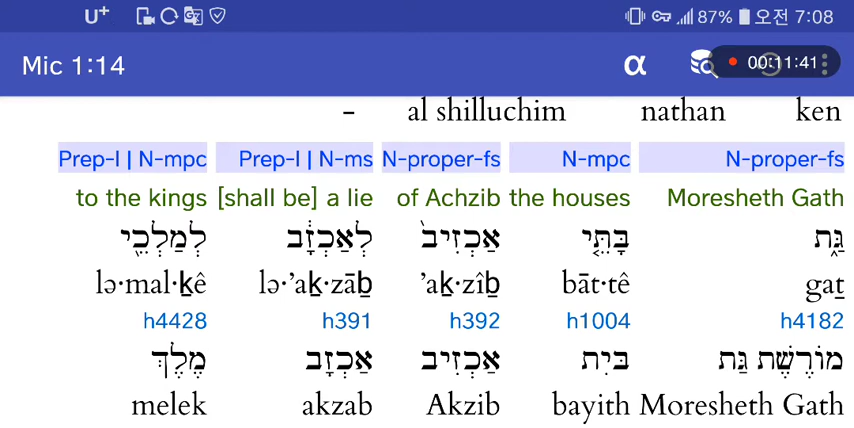 U+ 87% 오전 7:08
Mic 1:14 α 00:11:41
- al shilluchim nathan ken
Prep-l | N-mpc Prep-l | N-ms N-proper-fs N-mpc N-proper-fs
to the kings [shall be] a lie of Achzib the houses Moresheth Gath
גַּ֑ת בָּתֵּ֤י אַכְזִיב֙ לְאַכְזָ֔ב לְמַלְכֵ֖י
lə·mal·ḵê lə·’aḵ·zāḇ ’aḵ·zîḇ bāt·tê gaṯ
h4428 h391 h392 h1004 h4182
מוֹרֶשֶׁת גַּת בַּיִת אַכְזִיב אַכְזָב מֶלֶךְ
melek akzab Akzib bayith Moresheth Gath